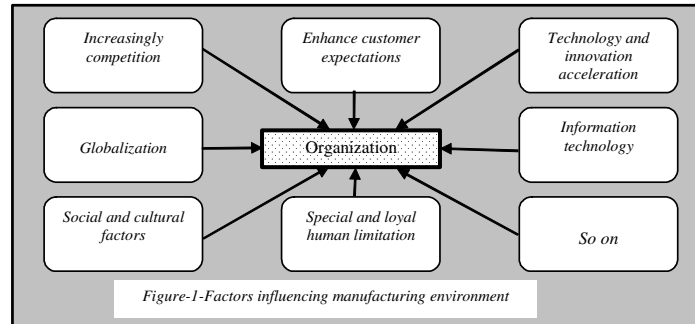 Increasingly
competition
Enhance customer
expectations
Technology and
innovation
acceleration
Globalization
Organization
Information
technology
Social and cultural
factors
Special and loyal
human limitation
So on
Figure-1-Factors influencing manufacturing environment